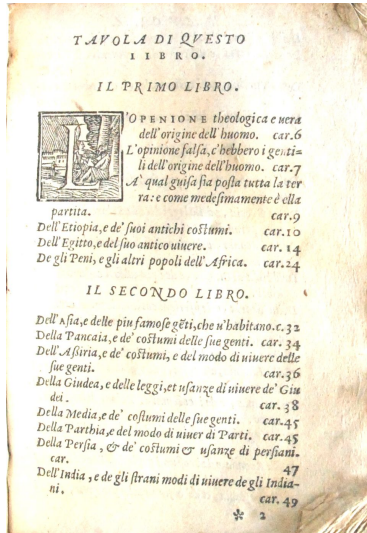 TAVOLA DI QVESTO
LIBRO.
IL PRIMO LIBRO.
L'OPENIONE theologica e uera
dell'origine dell'huomo. car.6
L'opinione falsa, c'hebbero i genti-
li dell'origine dell'huomo. car.7
A' qual guisa sia posta tutta la ter
ra: e come medesimamente è ella
partita. car.9
Dell'Etiopia, e de' suoi antichi costumi. car.10
Dell'Egitto, e del suo antico uiuere. car.14
De gli Peni, e gli altri popoli dell'Africa. car.24
IL SECONDO LIBRO.
Dell'Asia, e delle piu famose gēti, che u'habitano. c.32
Della Pancaia, e de' costumi delle sue genti. car. 34
Dell'Assiria, e de' costumi, e del modo di uiuere delle
sue genti. car.36
Della Giudea, e delle leggi, et usanze di uiuere de' Giu
dei. car. 38
Della Media, e de' costumi delle sue genti. car.45
Della Parthia, e del modo di uiuer di Parti. car.45
Della Persia, & de' costumi & usanze di persiani.
car. 47
Dell'India, e de gli strani modi di uiuere de gli India-
ni. car. 49
* 2